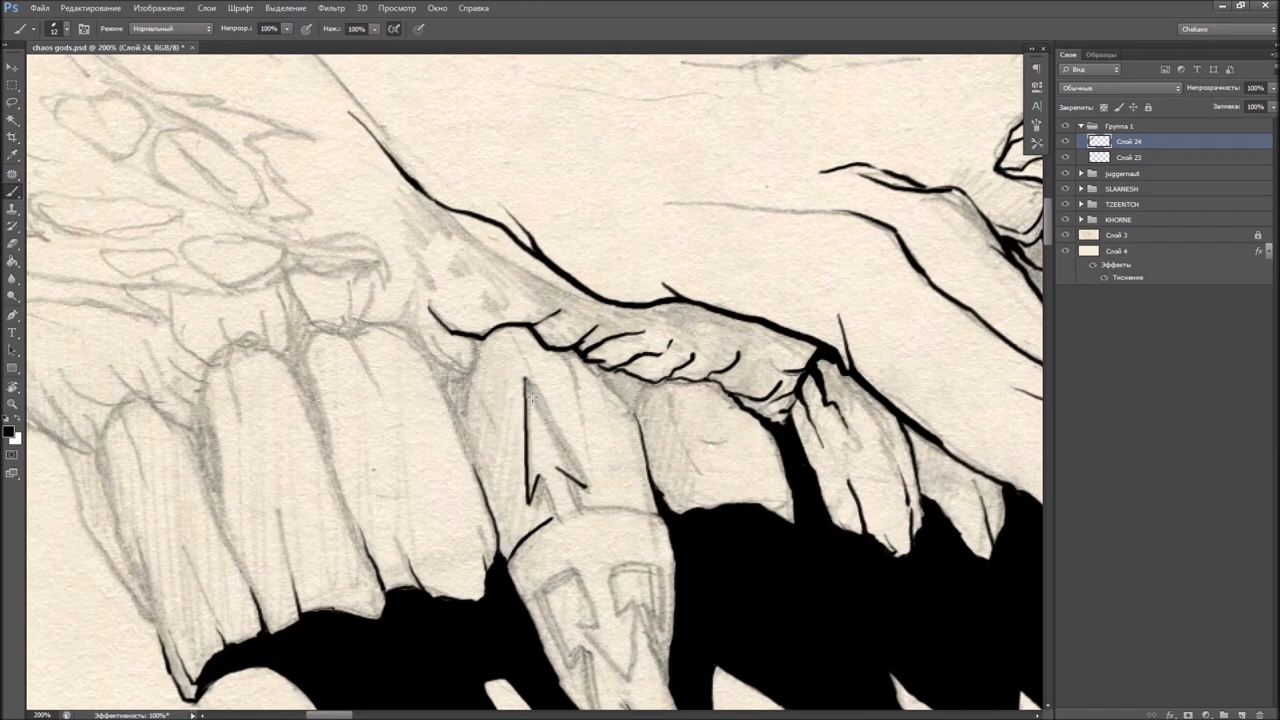 Ps Файл Редактирование Изображение Слои Шрифт Выделение Фильтр 3D Просмотр Окно Справка
12 Режим: Нормальный Непрозр.: 100% Наж.: 100% Chekavo
chaos gods.psd @ 200% (Слой 24, RGB/8) * ×
Слои Образцы
Вид
Обычные Непрозрачность: 100%
Закрепить: Заливка: 100%
Группа 1
Слой 24
Слой 23
juggernaut
SLAANESH
TZEENTCH
KHORNE
Слой 3
Слой 4 fx
Эффекты
Тиснение
200% Эффективность: 100%*